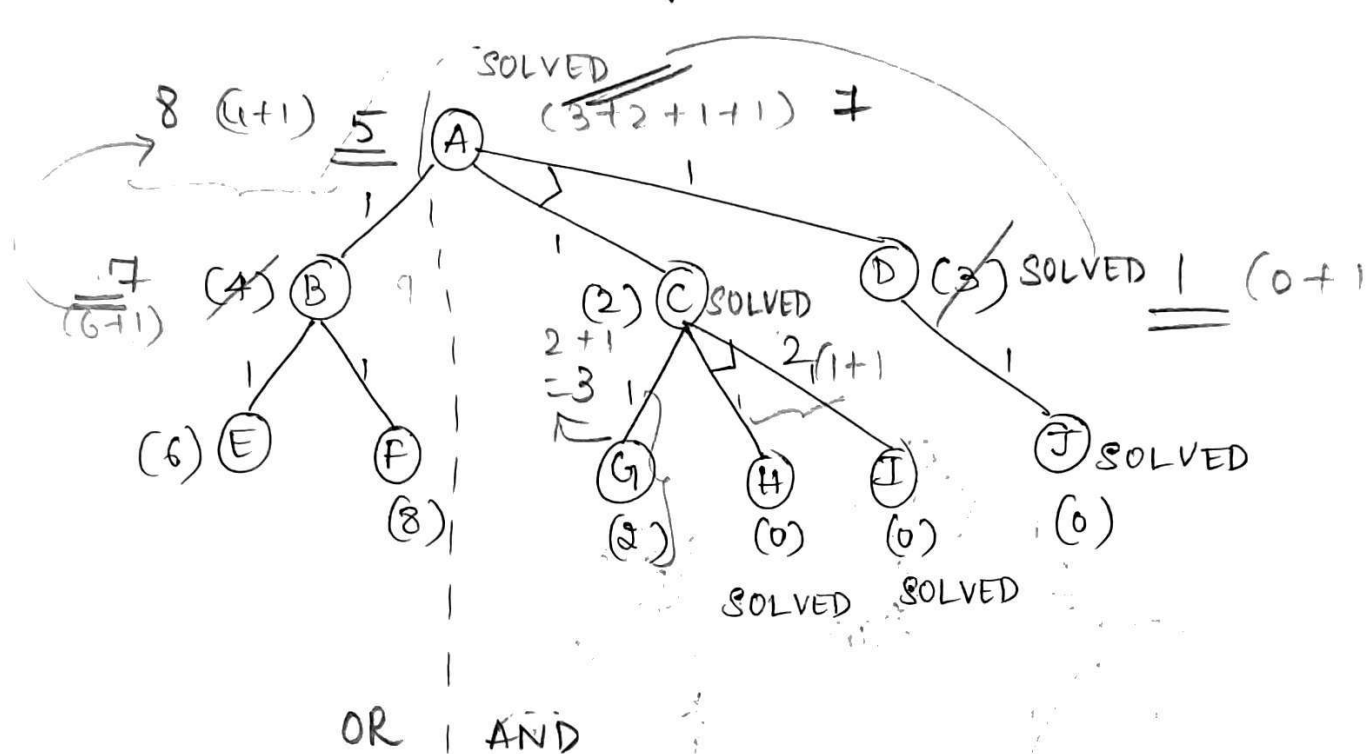 SOLVED
8 (4+1) 5 A (3+2+1+1) 7
1 1 1
7 (4) B 9 (2) C SOLVED D (3) SOLVED 1 (0+1
(6+1)
2+1
=3
2 (1+1
1 1 1 1 1
(6) E F G H I J SOLVED
(8) (2) (0) (0) (0)
SOLVED SOLVED
OR AND